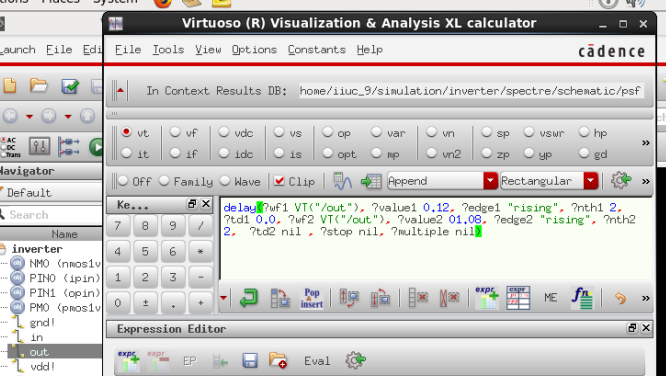 tions Places System
Virtuoso (R) Visualization & Analysis XL calculator
Launch File Edi
File Tools View Options Constants Help
cādence
In Context Results DB: home/iiuc_9/simulation/inverter/spectre/schematic/psf
vt vf vdc vs op var vn sp vswr hp
it if idc is opt mp vn2 zp yp gd
AC
DC
Trans
Navigator
Default
Search
Name
inverter
NM0 (nmos1v
PIN0 (ipin)
PIN1 (opin)
PM0 (pmos1v
gnd!
in
out
vdd!
Off Family Wave Clip Append Rectangular
Ke...
7 8 9 /
4 5 6 *
1 2 3 -
0 ± . +
delay(?wf1 VT("/out"), ?value1 0.12, ?edge1 "rising", ?nth1 2,
?td1 0.0, ?wf2 VT("/out"), ?value2 01.08, ?edge2 "rising", ?nth2
2, ?td2 nil , ?stop nil, ?multiple nil)
Pop
&
insert
expr
expr
ME
fn
Expression Editor
expr expr EP Eval